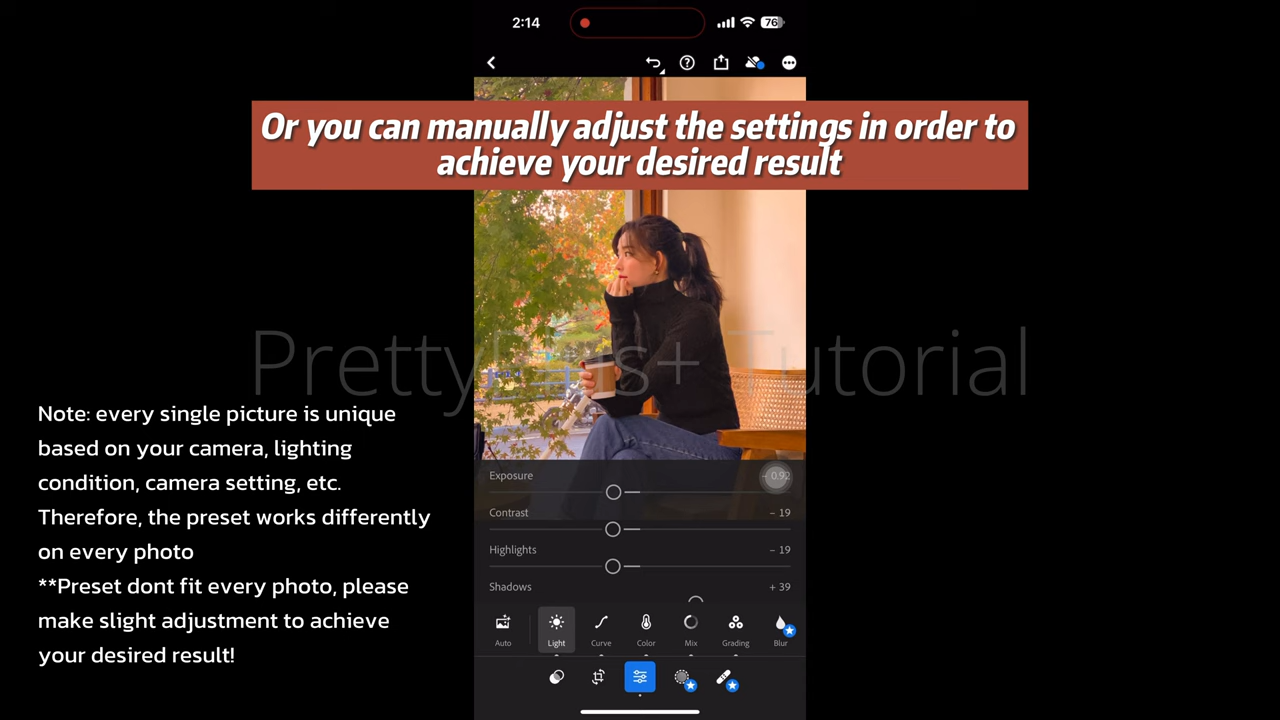 2:14
76
Or you can manually adjust the settings in order to
achieve your desired result
PrettyFilms+ Tutorial
Note: every single picture is unique
based on your camera, lighting
condition, camera setting, etc.
Therefore, the preset works differently
on every photo
**Preset dont fit every photo, please
make slight adjustment to achieve
your desired result!
Exposure
– 0.92
Contrast
– 19
Highlights
– 19
Shadows
+ 39
Auto
Light
Curve
Color
Mix
Grading
Blur